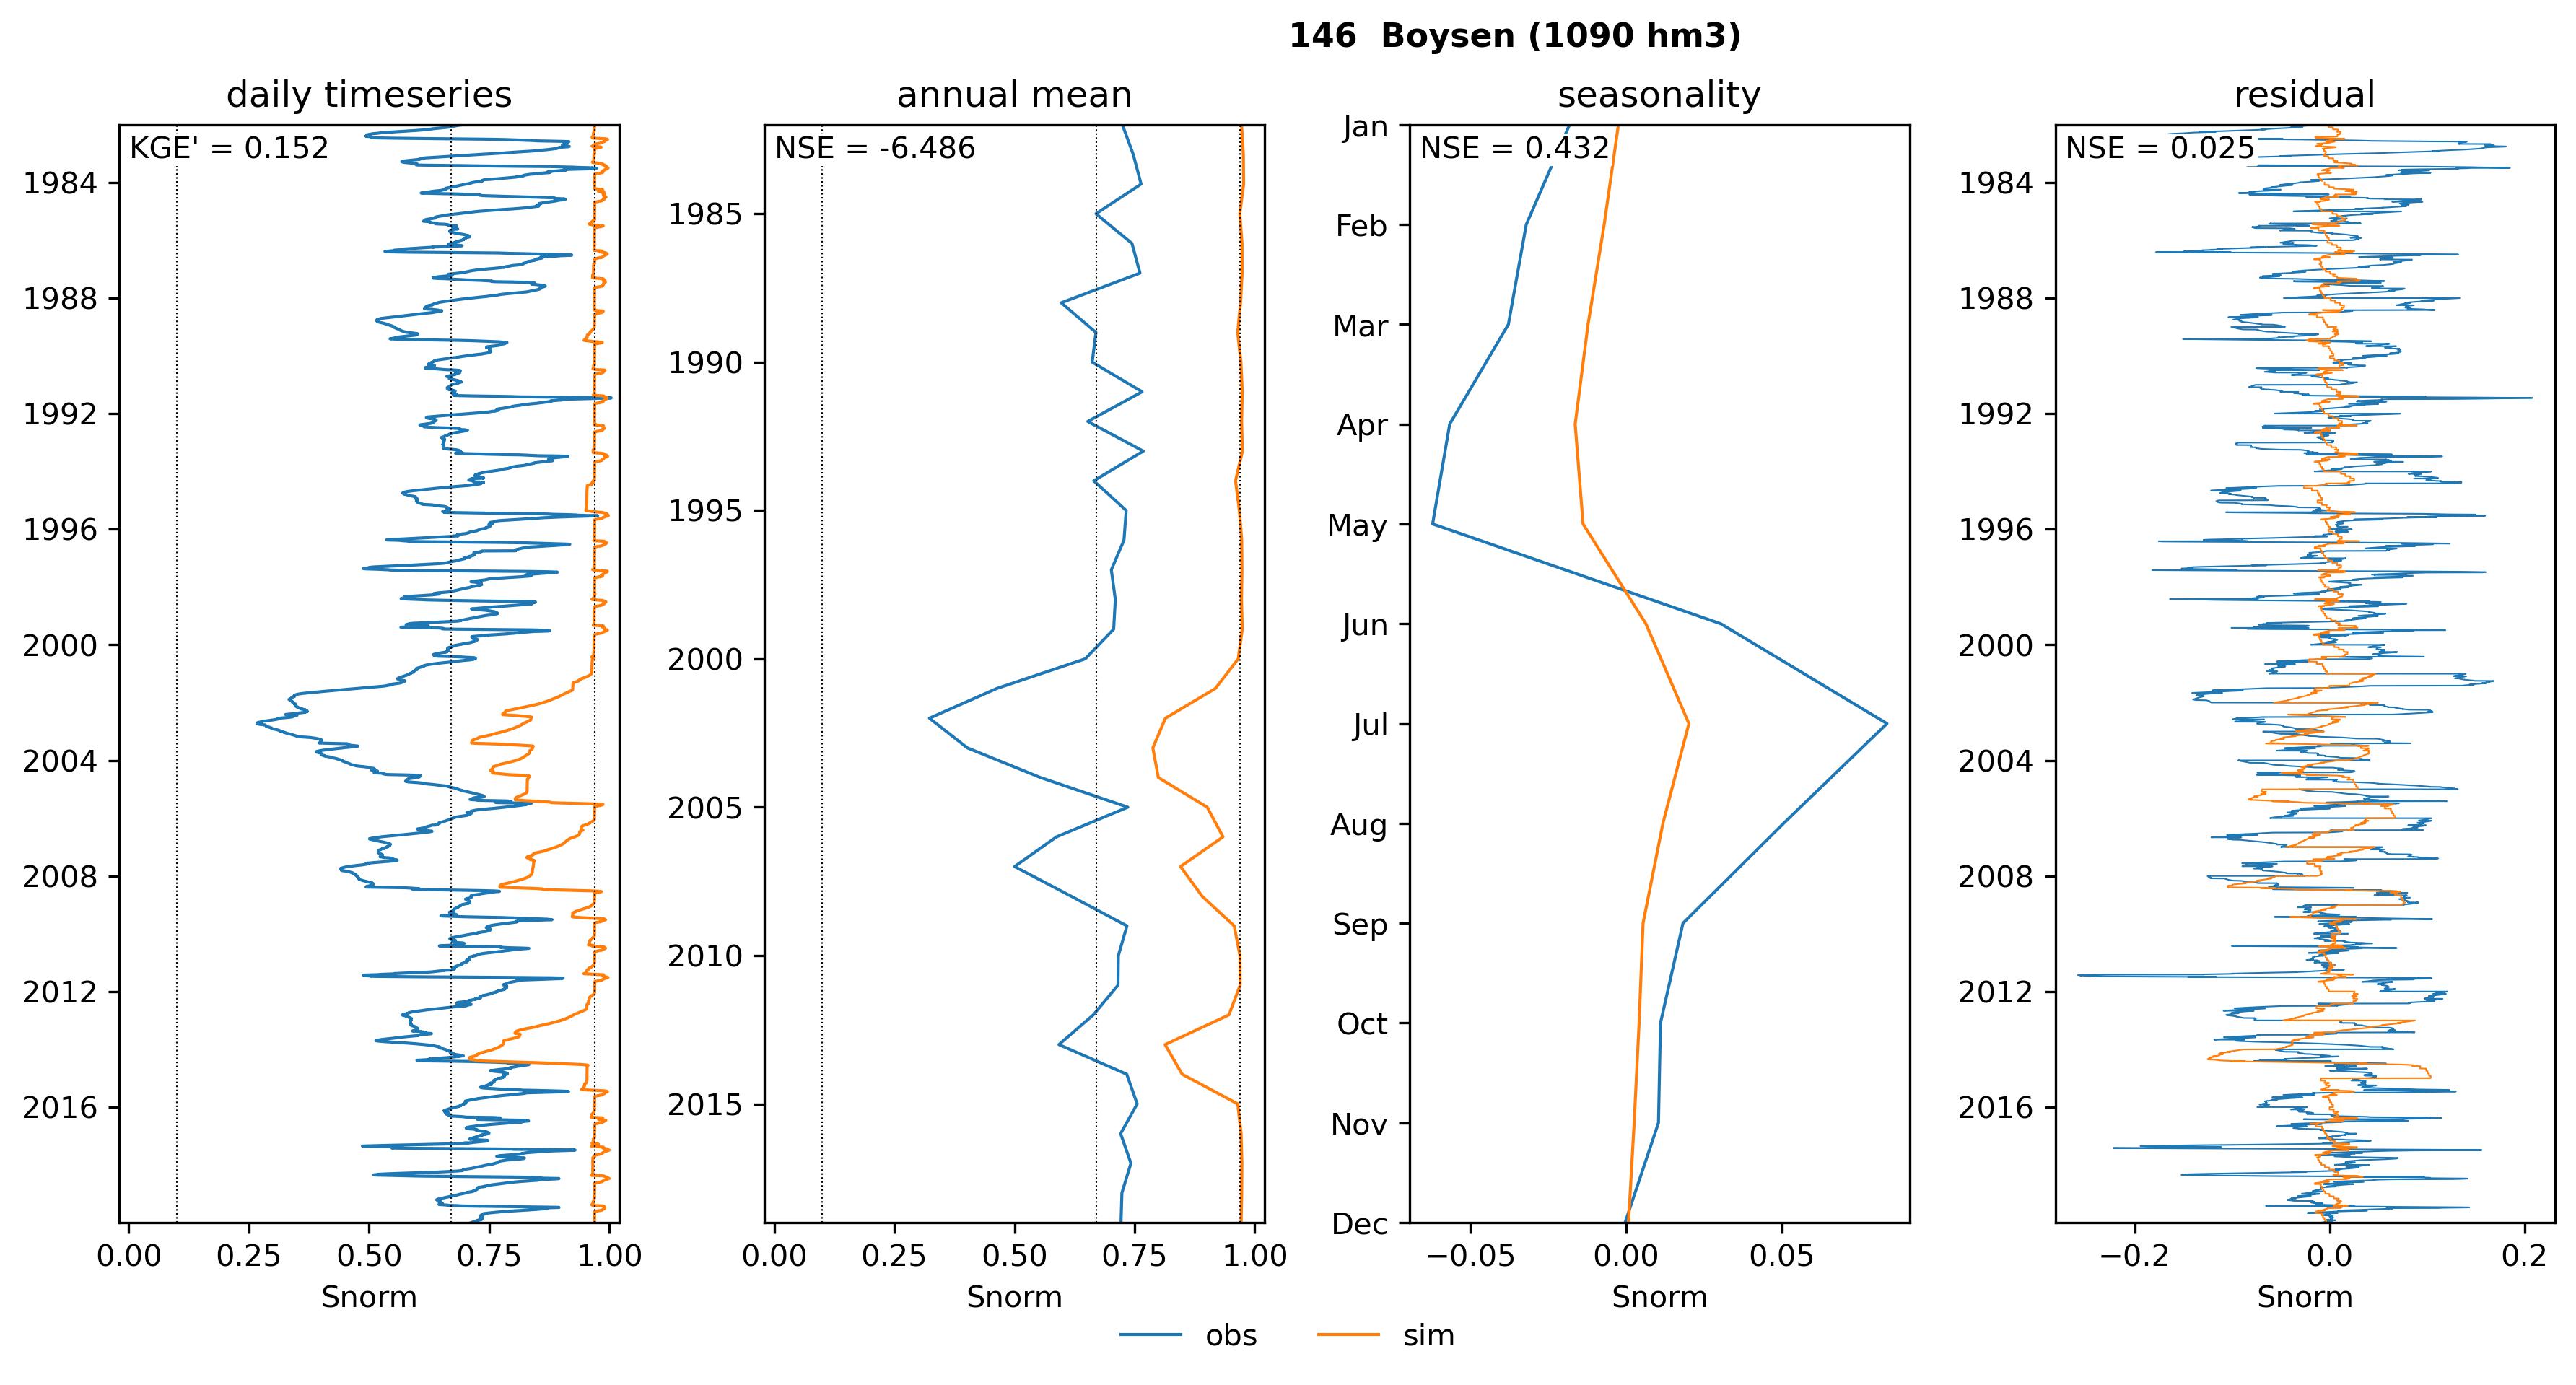 146  Boysen (1090 hm3)
daily timeseries
KGE' = 0.152
1984
1988
1992
1996
2000
2004
2008
2012
2016
0.00 0.25 0.50 0.75 1.00
Snorm
annual mean
NSE = -6.486
1985
1990
1995
2000
2005
2010
2015
0.00 0.25 0.50 0.75 1.00
Snorm
seasonality
NSE = 0.432
Jan
Feb
Mar
Apr
May
Jun
Jul
Aug
Sep
Oct
Nov
Dec
−0.05 0.00 0.05
Snorm
residual
NSE = 0.025
1984
1988
1992
1996
2000
2004
2008
2012
2016
−0.2 0.0 0.2
Snorm
obs sim